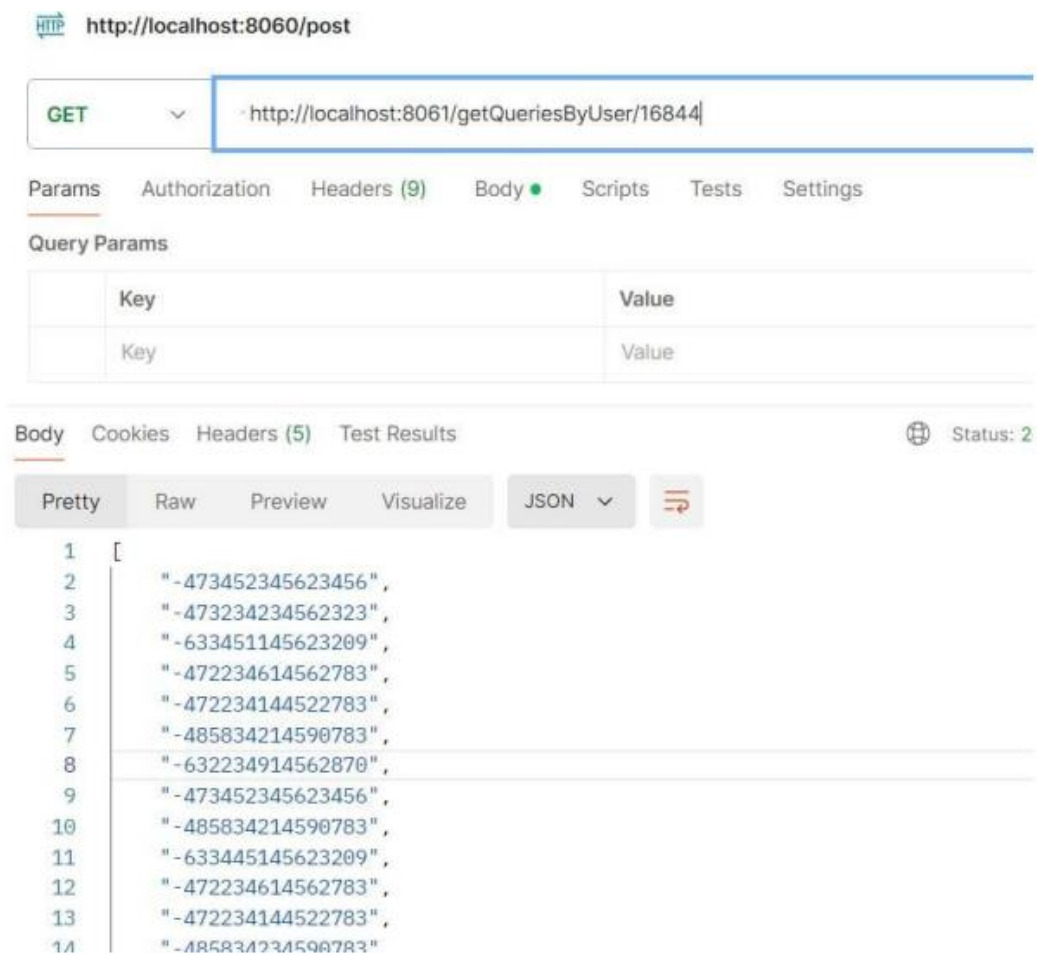 HTTP http://localhost:8060/post
GET http://localhost:8061/getQueriesByUser/16844
Params Authorization Headers (9) Body Scripts Tests Settings
Query Params
Key Value
Key Value
Body Cookies Headers (5) Test Results Status: 2
Pretty Raw Preview Visualize JSON
1 [
2 "-473452345623456",
3 "-473234234562323",
4 "-633451145623209",
5 "-472234614562783",
6 "-472234144522783",
7 "-485834214590783",
8 "-632234914562870",
9 "-473452345623456",
10 "-485834214590783",
11 "-633445145623209",
12 "-472234614562783",
13 "-472234144522783",
14 "-485834234590783"